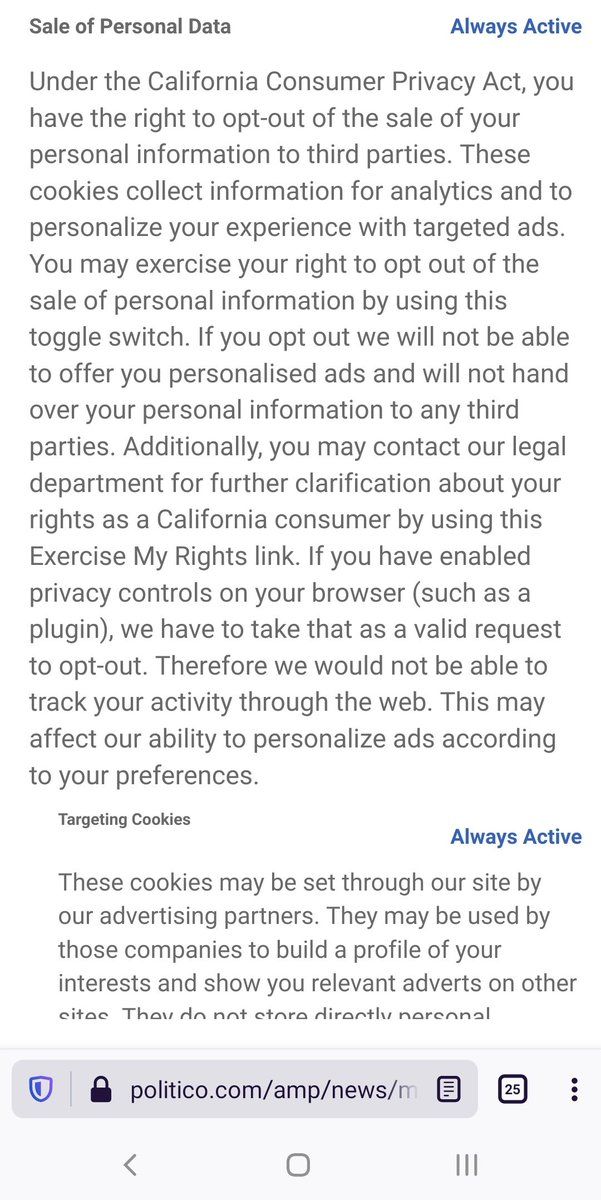 Sale of Personal Data
Always Active
Under the California Consumer Privacy Act, you
have the right to opt-out of the sale of your
personal information to third parties. These
cookies collect information for analytics and to
personalize your experience with targeted ads.
You may exercise your right to opt out of the
sale of personal information by using this
toggle switch. If you opt out we will not be able
to offer you personalised ads and will not hand
over your personal information to any third
parties. Additionally, you may contact our legal
department for further clarification about your
rights as a California consumer by using this
Exercise My Rights link. If you have enabled
privacy controls on your browser (such as a
plugin), we have to take that as a valid request
to opt-out. Therefore we would not be able to
track your activity through the web. This may
affect our ability to personalize ads according
to your preferences.
Targeting Cookies
Always Active
These cookies may be set through our site by
our advertising partners. They may be used by
those companies to build a profile of your
interests and show you relevant adverts on other
sites. They do not store directly personal
politico.com/amp/news/m
25